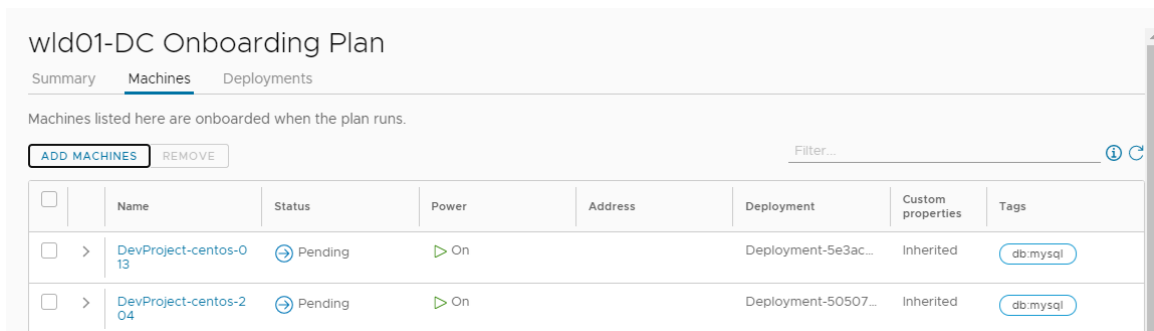 wld01-DC Onboarding Plan
Summary Machines Deployments
Machines listed here are onboarded when the plan runs.
ADD MACHINES REMOVE Filter...
Name Status Power Address Deployment Custom properties Tags
DevProject-centos-0 Pending On Deployment-5e3ac... Inherited db:mysql
13
DevProject-centos-2 Pending On Deployment-50507... Inherited db:mysql
04